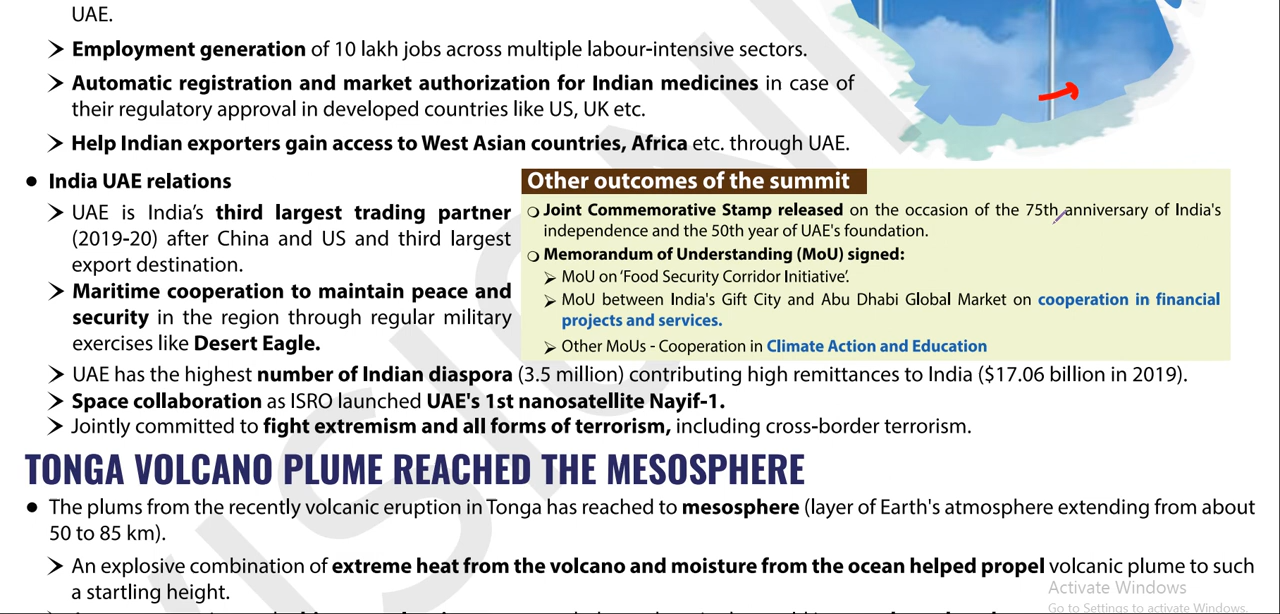 UAE.
➢ Employment generation of 10 lakh jobs across multiple labour-intensive sectors.
➢ Automatic registration and market authorization for Indian medicines in case of
their regulatory approval in developed countries like US, UK etc.
➢ Help Indian exporters gain access to West Asian countries, Africa etc. through UAE.
● India UAE relations
➢ UAE is India's third largest trading partner
(2019-20) after China and US and third largest
export destination.
➢ Maritime cooperation to maintain peace and
security in the region through regular military
exercises like Desert Eagle.
Other outcomes of the summit
❍ Joint Commemorative Stamp released on the occasion of the 75th anniversary of India's
independence and the 50th year of UAE's foundation.
❍ Memorandum of Understanding (MoU) signed:
➢ MoU on 'Food Security Corridor Initiative'.
➢ MoU between India's Gift City and Abu Dhabi Global Market on cooperation in financial
projects and services.
➢ Other MoUs - Cooperation in Climate Action and Education
➢ UAE has the highest number of Indian diaspora (3.5 million) contributing high remittances to India ($17.06 billion in 2019).
➢ Space collaboration as ISRO launched UAE's 1st nanosatellite Nayif-1.
➢ Jointly committed to fight extremism and all forms of terrorism, including cross-border terrorism.
TONGA VOLCANO PLUME REACHED THE MESOSPHERE
● The plums from the recently volcanic eruption in Tonga has reached to mesosphere (layer of Earth's atmosphere extending from about
50 to 85 km).
➢ An explosive combination of extreme heat from the volcano and moisture from the ocean helped propel volcanic plume to such
a startling height.
Activate Windows
Go to Settings to activate Windows.